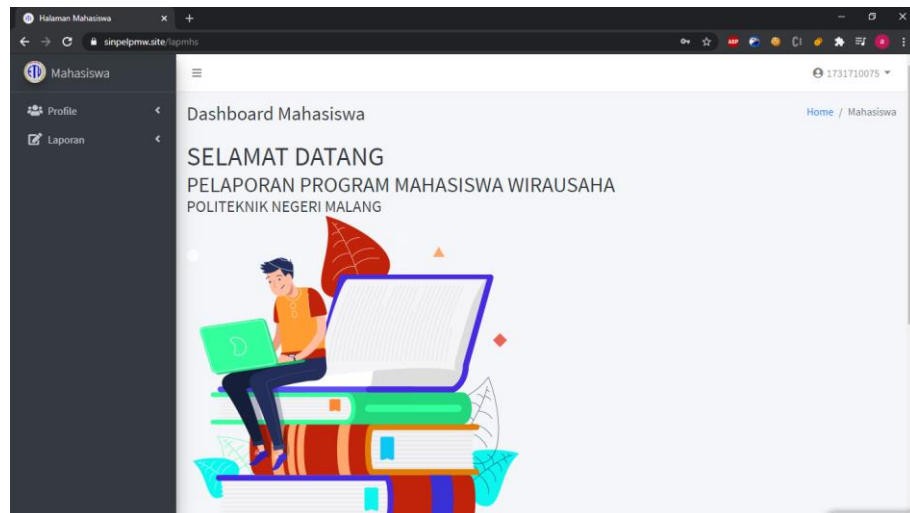 Halaman Mahasiswa
sinpelpmw.site/lapmhs
ABP
Mahasiswa
1731710075
Profile
Laporan
Dashboard Mahasiswa
Home / Mahasiswa
SELAMAT DATANG
PELAPORAN PROGRAM MAHASISWA WIRAUSAHA
POLITEKNIK NEGERI MALANG